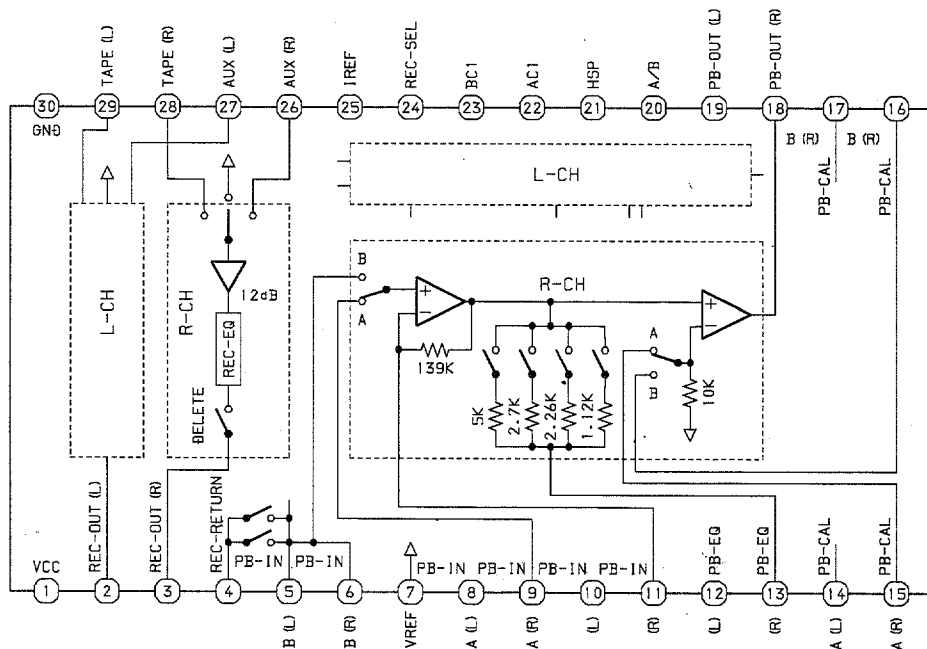 TAPE (L)
TAPE (R)
AUX (L)
AUX (R)
IREF
REC-SEL
BC1
AC1
HSP
A/B
PB-OUT (L)
PB-OUT (R)
30
29
28
27
26
25
24
23
22
21
20
19
18
17
16
GND
B (R)
B (R)
PB-CAL
PB-CAL
L-CH
L-CH
R-CH
12dB
REC-EQ
DELETE
B
A
+
−
139K
R-CH
5K
2.7K
2.26K
1.12K
+
−
A
B
10K
VCC
REC-OUT (L)
REC-OUT (R)
REC-RETURN
PB-IN
PB-IN
PB-IN
PB-IN
PB-IN
PB-IN
PB-EQ
PB-EQ
PB-CAL
PB-CAL
1
2
3
4
5
6
7
8
9
10
11
12
13
14
15
B (L)
B (R)
VREF
A (L)
A (R)
(L)
(R)
(L)
(R)
A (L)
A (R)